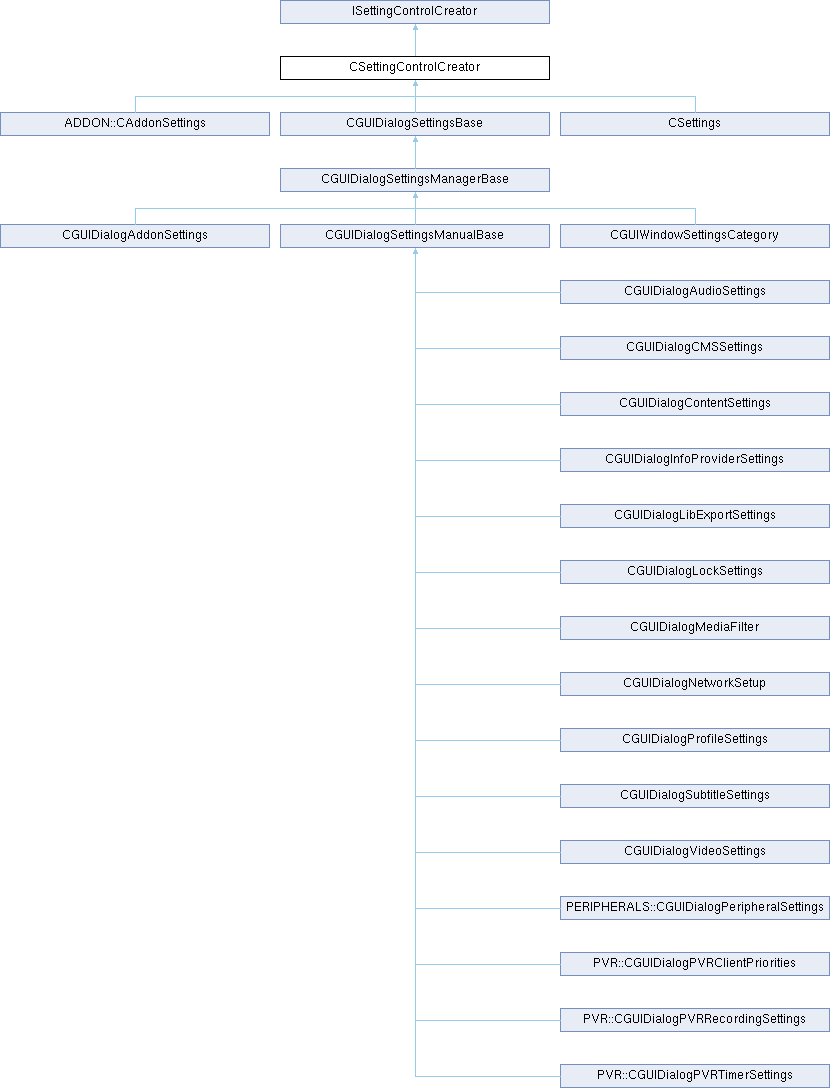 ISettingControlCreator
CSettingControlCreator
ADDON::CAddonSettings
CGUIDialogSettingsBase
CSettings
CGUIDialogSettingsManagerBase
CGUIDialogAddonSettings
CGUIDialogSettingsManualBase
CGUIWindowSettingsCategory
CGUIDialogAudioSettings
CGUIDialogCMSSettings
CGUIDialogContentSettings
CGUIDialogInfoProviderSettings
CGUIDialogLibExportSettings
CGUIDialogLockSettings
CGUIDialogMediaFilter
CGUIDialogNetworkSetup
CGUIDialogProfileSettings
CGUIDialogSubtitleSettings
CGUIDialogVideoSettings
PERIPHERALS::CGUIDialogPeripheralSettings
PVR::CGUIDialogPVRClientPriorities
PVR::CGUIDialogPVRRecordingSettings
PVR::CGUIDialogPVRTimerSettings